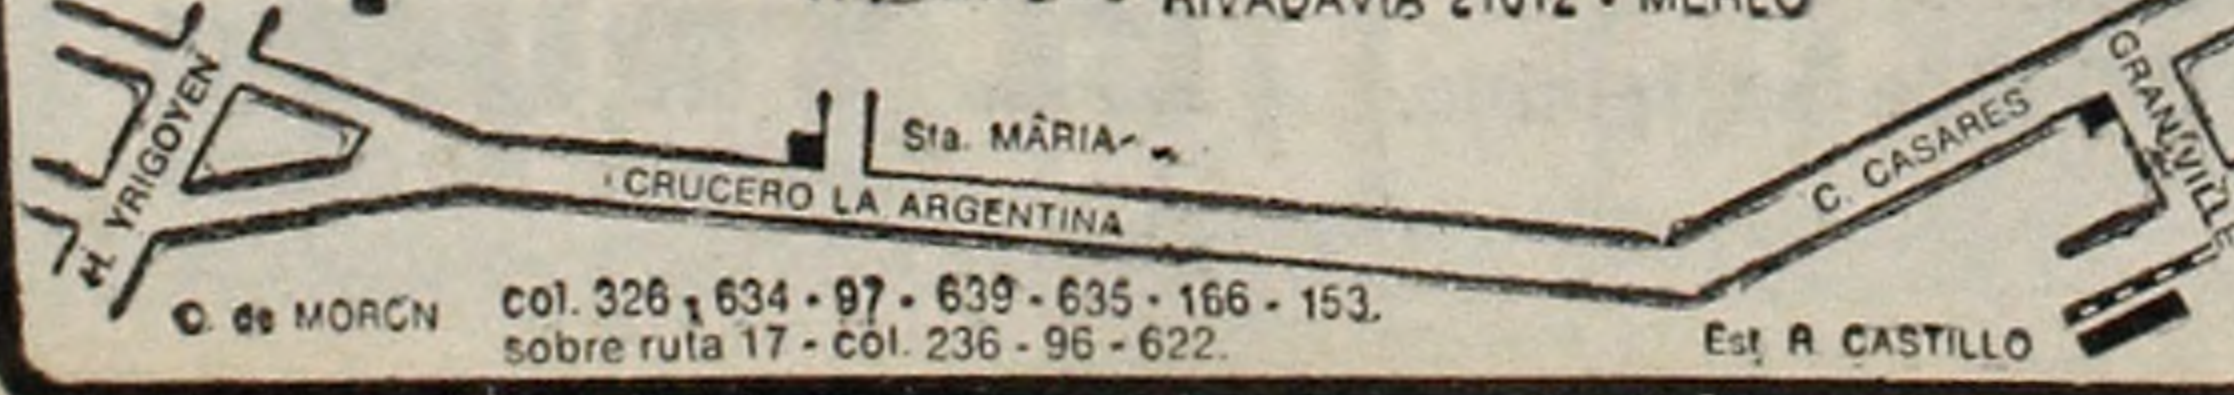 RIVADAVIA 21012 - MERLO
GRANVILLE
H. YRIGOYEN
Sta. MARIA
C. CASARES
CRUCERO LA ARGENTINA
C. de MORON
col. 326, 634 - 97 - 639 - 635 - 166 - 153.
sobre ruta 17 - col. 236 - 96 - 622.
Est A CASTILLO